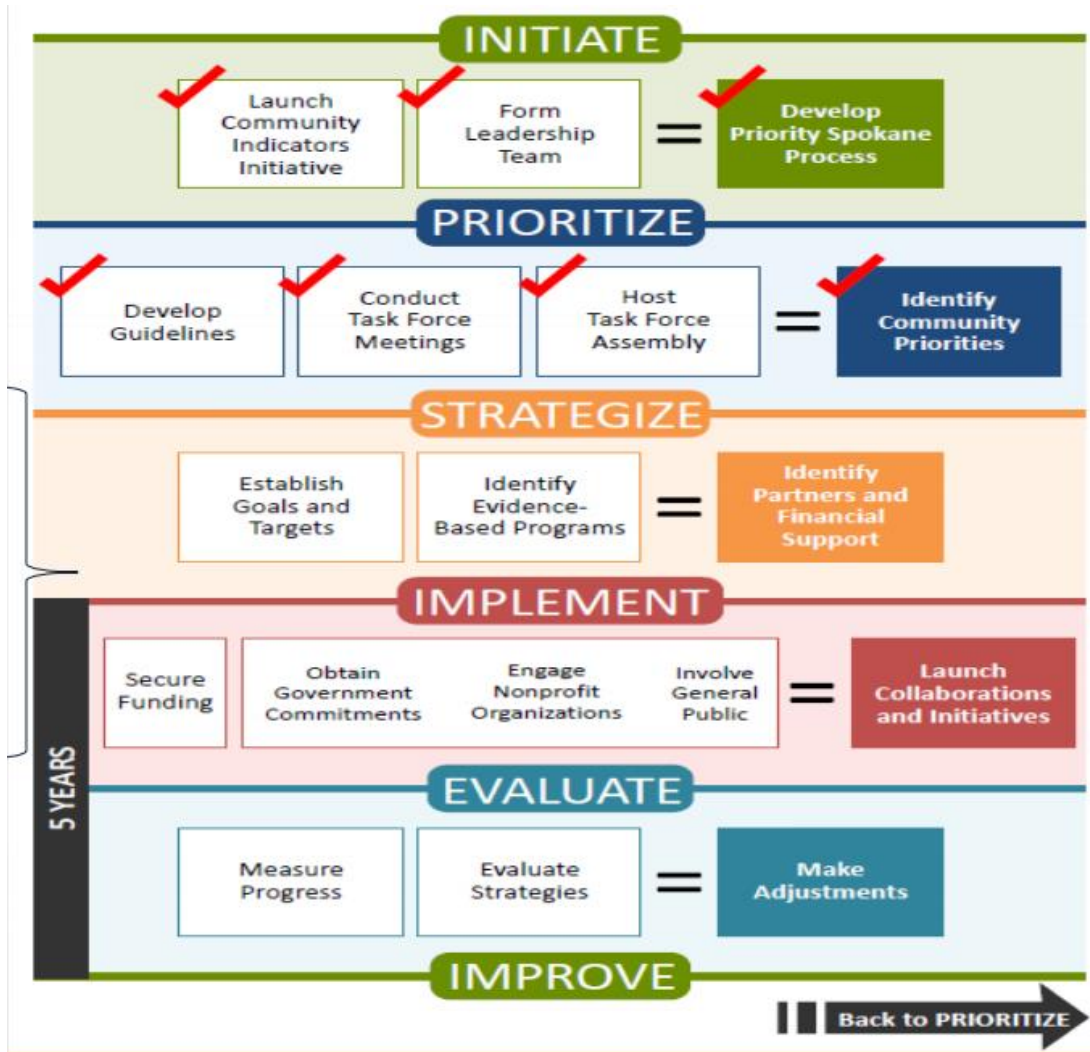 INITIATE
Launch
Community
Indicators
Initiative
Form
Leadership
Team
=
Develop
Priority Spokane
Process
PRIORITIZE
Develop
Guidelines
Conduct
Task Force
Meetings
Host
Task Force
Assembly
=
Identify
Community
Priorities
STRATEGIZE
Establish
Goals and
Targets
Identify
Evidence-
Based Programs
=
Identify
Partners and
Financial
Support
IMPLEMENT
5 YEARS
Secure
Funding
Obtain
Government
Commitments
Engage
Nonprofit
Organizations
Involve
General
Public
=
Launch
Collaborations
and Initiatives
EVALUATE
Measure
Progress
Evaluate
Strategies
=
Make
Adjustments
IMPROVE
Back to PRIORITIZE